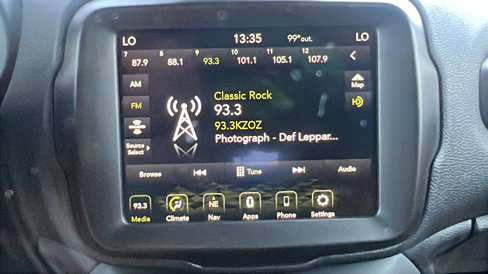 LO 13:35 99° out. LO
7 8 9 10 11 12
87.9 88.1 93.3 101.1 105.1 107.9
AM
Map
Classic Rock
FM
93.3
93.3KZOZ
Photograph - Def Leppar...
Source
Select
Browse Tune Audio
93.3 NE
Media Climate Nav Apps Phone Settings